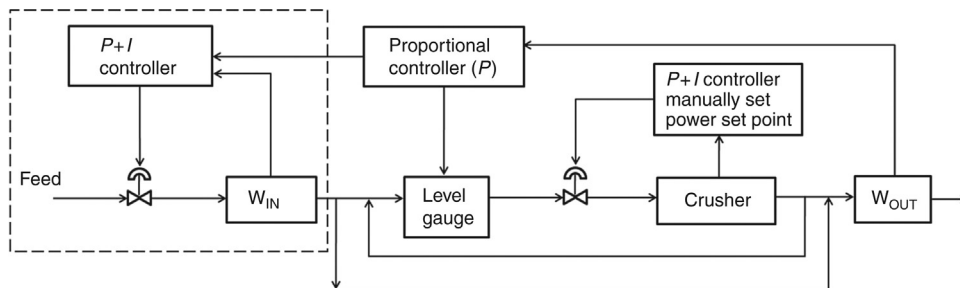 P+I
controller
Proportional
controller (P)
P+I controller
manually set
power set point
Feed
W_IN
Level
gauge
Crusher
W_OUT